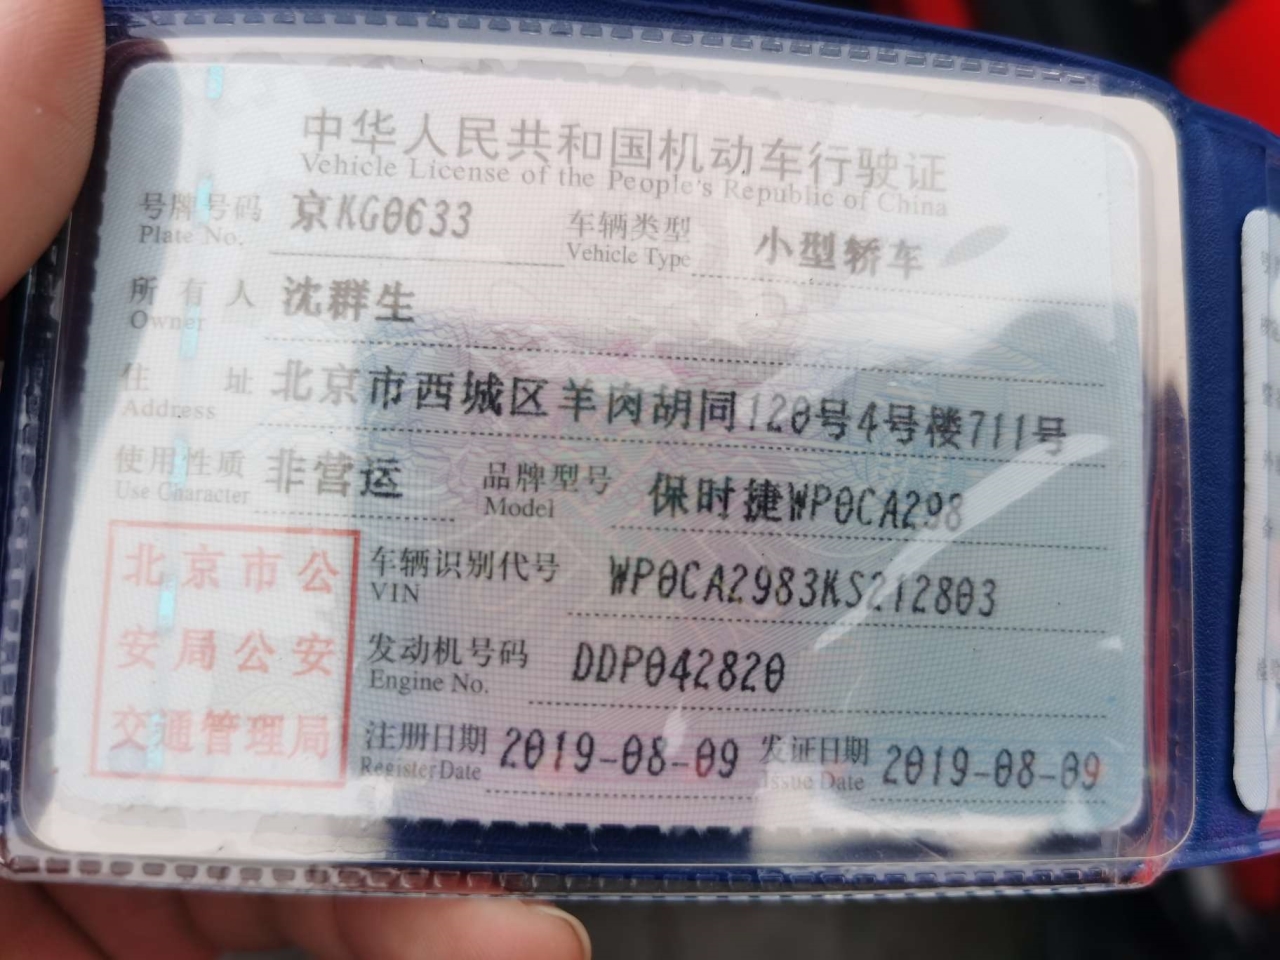 中华人民共和国机动车行驶证
Vehicle License of the People's Republic of China
号牌号码 京KG0633 车辆类型 小型轿车
Plate No. Vehicle Type
所有人 沈群生
Owner
住址 北京市西城区羊肉胡同120号4号楼711号
Address
使用性质 非营运 品牌型号 保时捷WP0CA298
Use Character Model
北京市公
安局公安
交通管理局
车辆识别代号 WP0CA2983KS212803
VIN
发动机号码 DDP042820
Engine No.
注册日期 2019-08-09 发证日期 2019-08-09
Register Date Issue Date